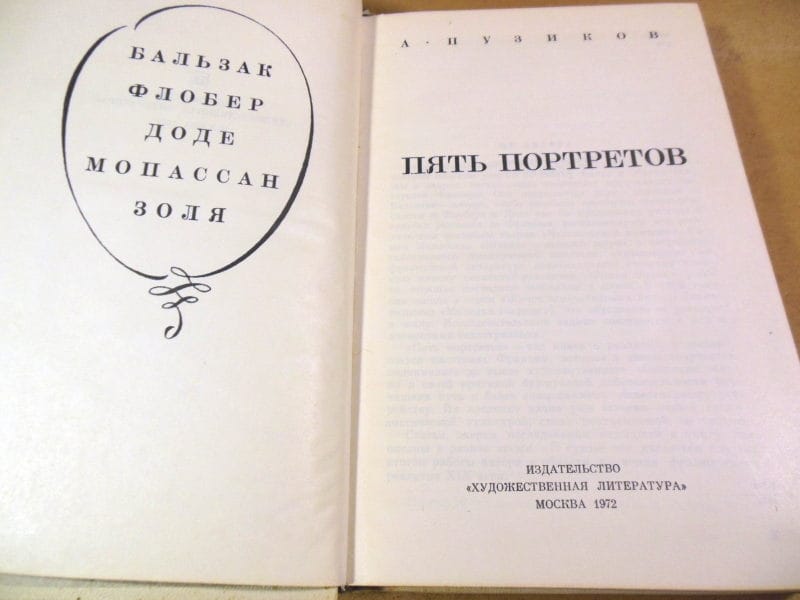 БАЛЬЗАК
ФЛОБЕР
ДОДЕ
МОПАССАН
ЗОЛЯ
А · ПУЗИКОВ
ПЯТЬ ПОРТРЕТОВ
ИЗДАТЕЛЬСТВО
«ХУДОЖЕСТВЕННАЯ ЛИТЕРАТУРА»
МОСКВА 1972